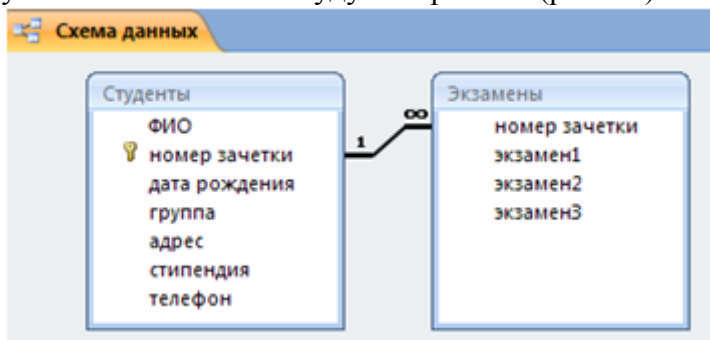 Схема данных
Студенты
ФИО
номер зачетки
дата рождения
группа
адрес
стипендия
телефон
1
∞
Экзамены
номер зачетки
экзамен1
экзамен2
экзамен3